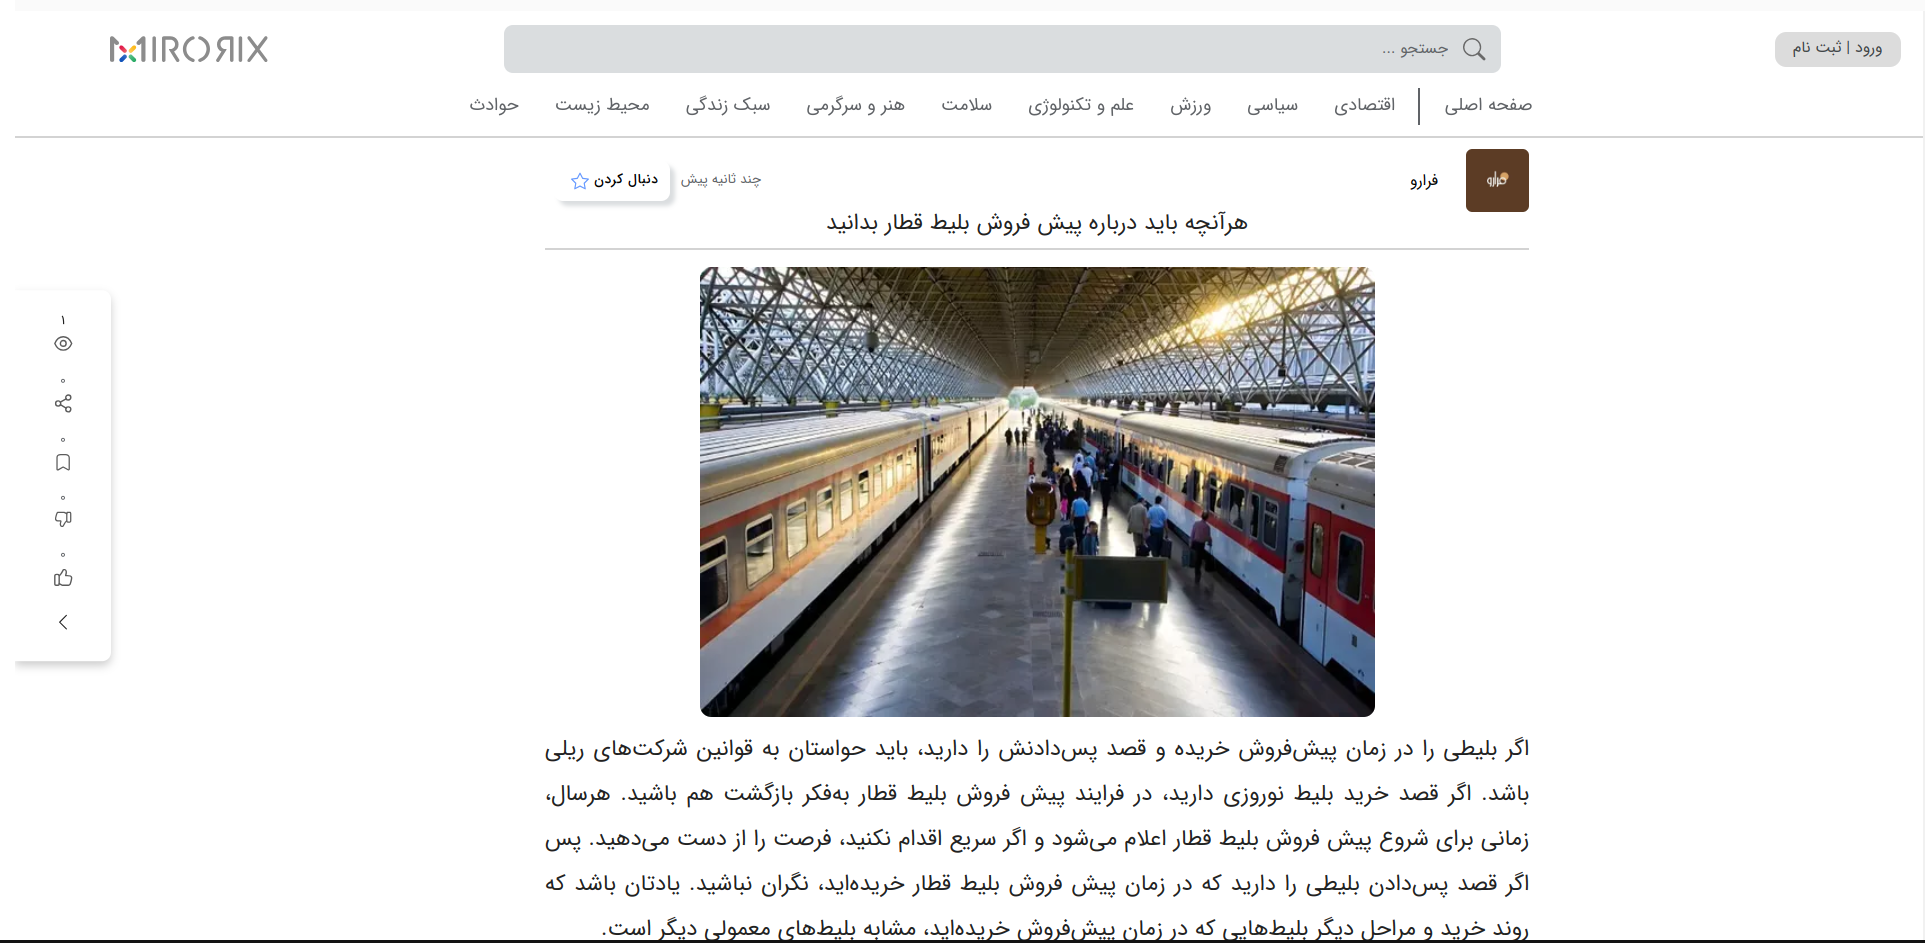 MIRORIX
جستجو ...
ورود | ثبت نام
صفحه اصلی | اقتصادی سیاسی ورزش علم و تکنولوژی سلامت هنر و سرگرمی سبک زندگی محیط زیست حوادث
فرارو
فرارو
چند ثانیه پیش
دنبال کردن
هرآنچه باید درباره پیش فروش بلیط قطار بدانید
۱
۰
۰
۰
۰
اگر بلیطی را در زمان پیش‌فروش خریده و قصد پس‌دادنش را دارید، باید حواستان به قوانین شرکت‌های ریلی
باشد. اگر قصد خرید بلیط نوروزی دارید، در فرایند پیش فروش بلیط قطار به‌فکر بازگشت هم باشید. هرسال،
زمانی برای شروع پیش فروش بلیط قطار اعلام می‌شود و اگر سریع اقدام نکنید، فرصت را از دست می‌دهید. پس
اگر قصد پس‌دادن بلیطی را دارید که در زمان پیش فروش بلیط قطار خریده‌اید، نگران نباشید. یادتان باشد که
روند خرید و مراحل دیگر بلیط‌هایی که در زمان پیش‌فروش خریده‌اید، مشابه بلیط‌های معمولی دیگر است.